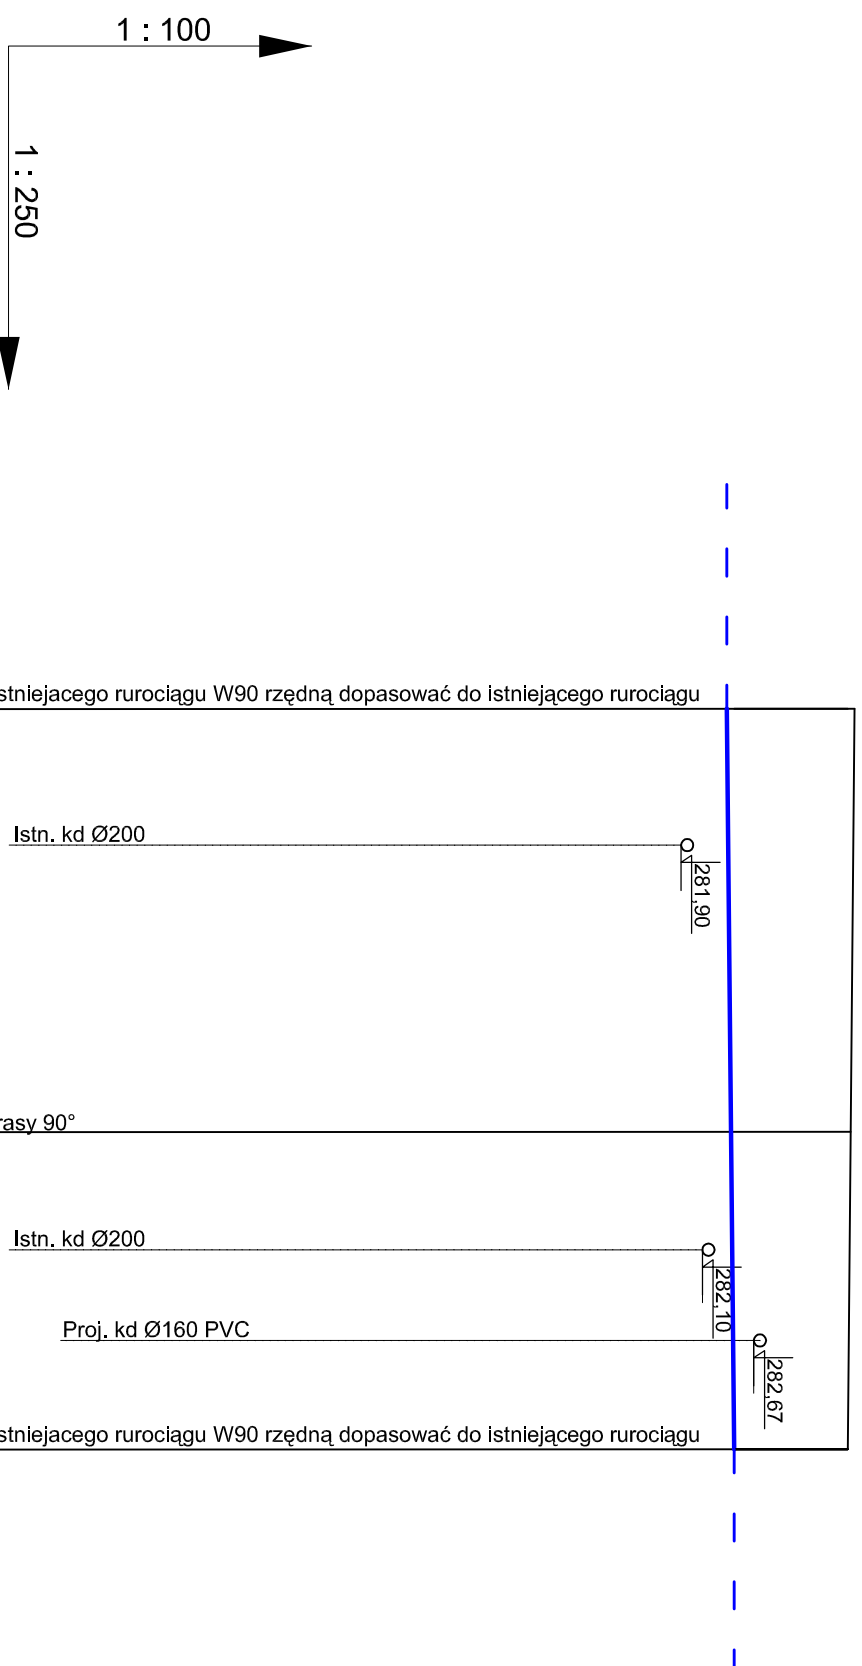 1 : 100
1 : 250
stniejacego rurociągu W90 rzędną dopasować do istniejącego rurociągu
Istn. kd Ø200
281,90
rasy 90°
Istn. kd Ø200
282,10
Proj. kd Ø160 PVC
282,67
stniejacego rurociągu W90 rzędną dopasować do istniejącego rurociągu